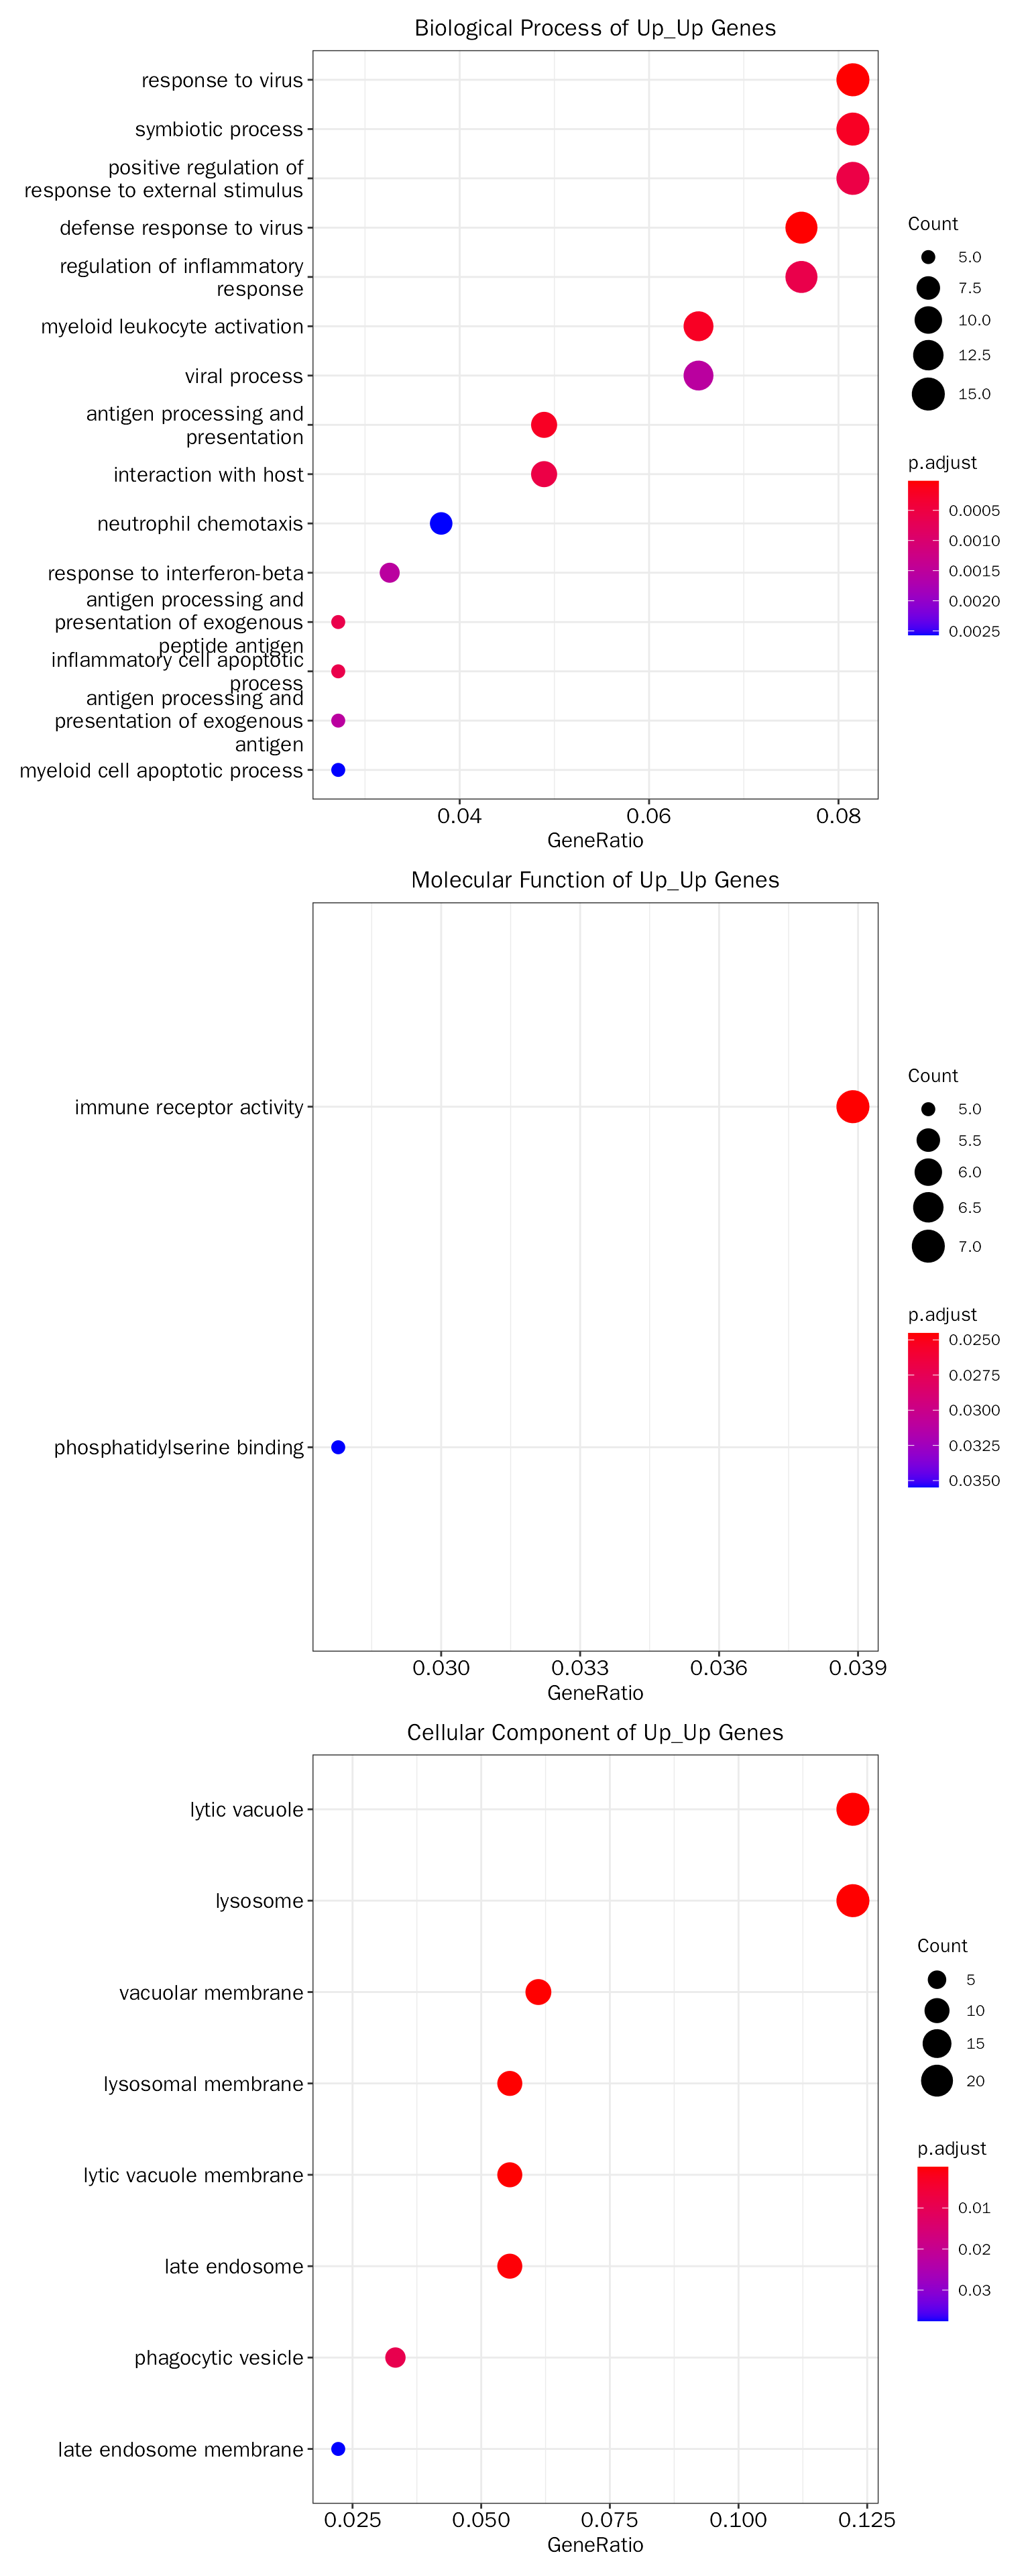 Biological Process of Up_Up Genes
response to virus
symbiotic process
positive regulation of
response to external stimulus
defense response to virus
regulation of inflammatory
response
myeloid leukocyte activation
viral process
antigen processing and
presentation
interaction with host
neutrophil chemotaxis
response to interferon-beta
antigen processing and
presentation of exogenous
peptide antigen
inflammatory cell apoptotic
process
antigen processing and
presentation of exogenous
antigen
myeloid cell apoptotic process
0.04 0.06 0.08
GeneRatio
Count
5.0
7.5
10.0
12.5
15.0
p.adjust
0.0005
0.0010
0.0015
0.0020
0.0025
Molecular Function of Up_Up Genes
immune receptor activity
phosphatidylserine binding
0.030 0.033 0.036 0.039
GeneRatio
Count
5.0
5.5
6.0
6.5
7.0
p.adjust
0.0250
0.0275
0.0300
0.0325
0.0350
Cellular Component of Up_Up Genes
lytic vacuole
lysosome
vacuolar membrane
lysosomal membrane
lytic vacuole membrane
late endosome
phagocytic vesicle
late endosome membrane
0.025 0.050 0.075 0.100 0.125
GeneRatio
Count
5
10
15
20
p.adjust
0.01
0.02
0.03